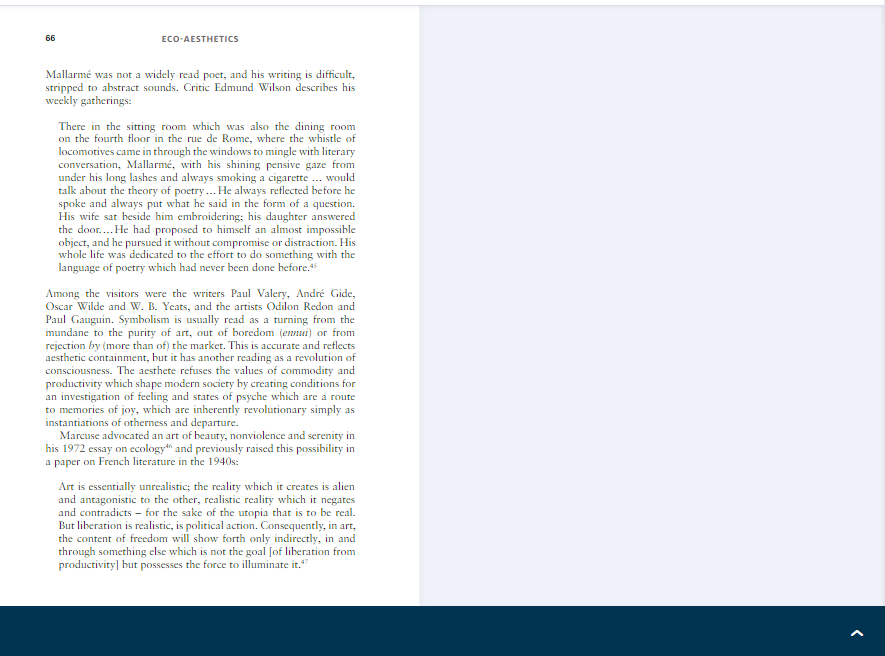 66
ECO-AESTHETICS
Mallarmé was not a widely read poet, and his writing is difficult,
stripped to abstract sounds. Critic Edmund Wilson describes his
weekly gatherings:
There in the sitting room which was also the dining room
on the fourth floor in the rue de Rome, where the whistle of
locomotives came in through the windows to mingle with literary
conversation, Mallarmé, with his shining pensive gaze from
under his long lashes and always smoking a cigarette ... would
talk about the theory of poetry ... He always reflected before he
spoke and always put what he said in the form of a question.
His wife sat beside him embroidering; his daughter answered
the door.... He had proposed to himself an almost impossible
object, and he pursued it without compromise or distraction. His
whole life was dedicated to the effort to do something with the
language of poetry which had never been done before.45
Among the visitors were the writers Paul Valery, André Gide,
Oscar Wilde and W. B. Yeats, and the artists Odilon Redon and
Paul Gauguin. Symbolism is usually read as a turning from the
mundane to the purity of art, out of boredom (ennui) or from
rejection by (more than of) the market. This is accurate and reflects
aesthetic containment, but it has another reading as a revolution of
consciousness. The aesthete refuses the values of commodity and
productivity which shape modern society by creating conditions for
an investigation of feeling and states of psyche which are a route
to memories of joy, which are inherently revolutionary simply as
instantiations of otherness and departure.
Marcuse advocated an art of beauty, nonviolence and serenity in
his 1972 essay on ecology46 and previously raised this possibility in
a paper on French literature in the 1940s:
Art is essentially unrealistic; the reality which it creates is alien
and antagonistic to the other, realistic reality which it negates
and contradicts – for the sake of the utopia that is to be real.
But liberation is realistic, is political action. Consequently, in art,
the content of freedom will show forth only indirectly, in and
through something else which is not the goal [of liberation from
productivity] but possesses the force to illuminate it.47